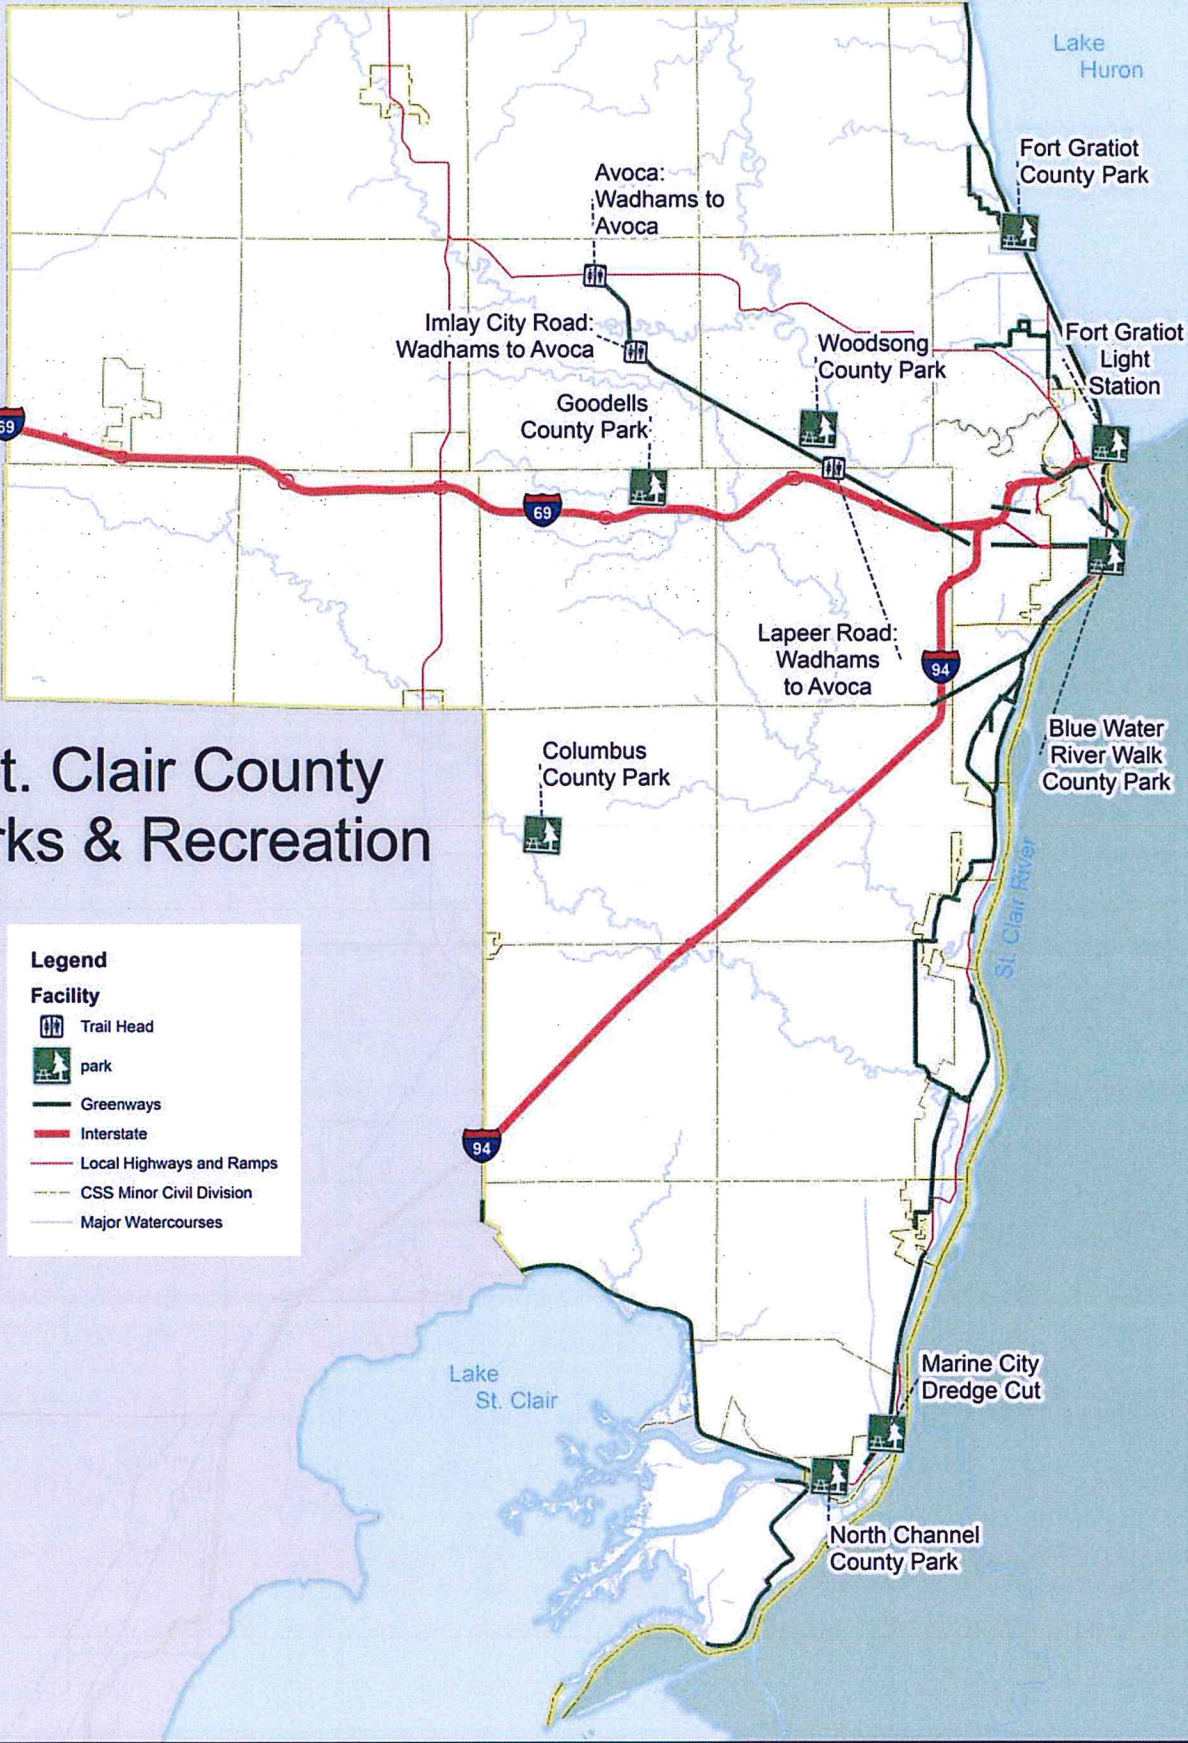 Lake
Huron
Fort Gratiot
County Park
Avoca:
Wadhams to
Avoca
Imlay City Road:
Wadhams to Avoca
Woodsong
County Park
Fort Gratiot
Light
Station
Goodells
County Park
69
69
Lapeer Road:
Wadhams
to Avoca
94
Blue Water
River Walk
County Park
t. Clair County
rks & Recreation
Columbus
County Park
St. Clair River
Legend
Facility
Trail Head
park
Greenways
Interstate
Local Highways and Ramps
CSS Minor Civil Division
Major Watercourses
94
Lake
St. Clair
Marine City
Dredge Cut
North Channel
County Park